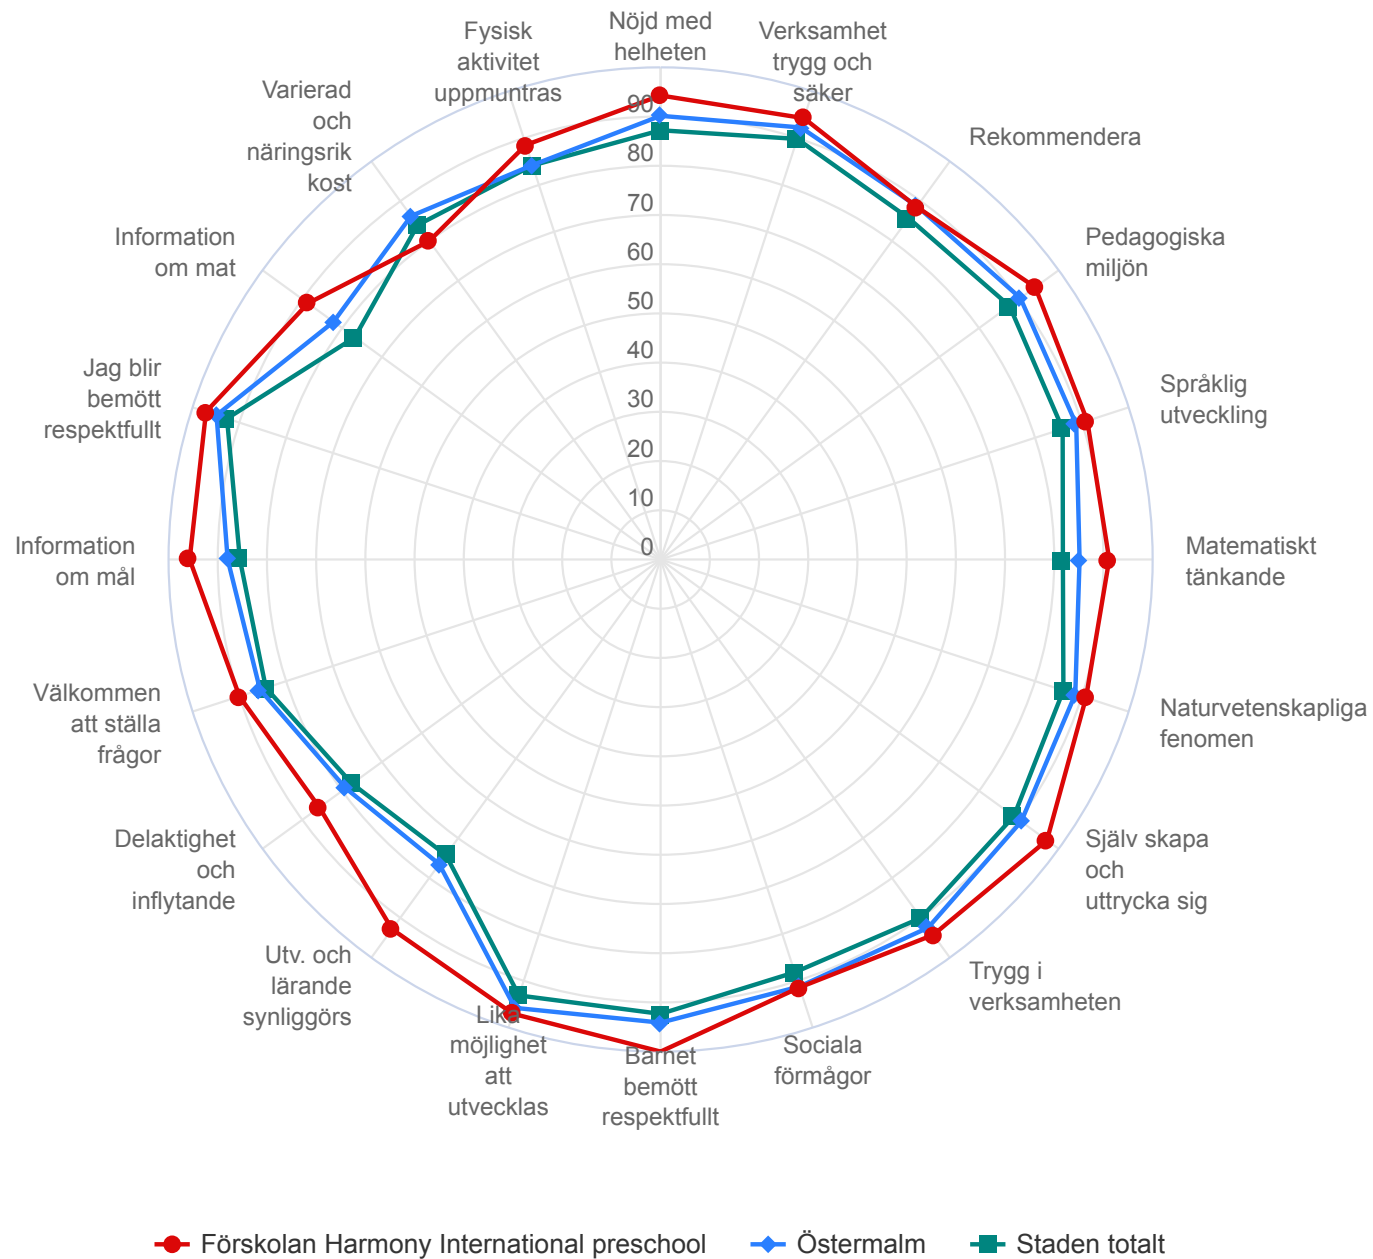 Nöjd med
helheten
Verksamhet
trygg och
säker
Rekommendera
Pedagogiska
miljön
Språklig
utveckling
Matematiskt
tänkande
Naturvetenskapliga
fenomen
Själv skapa
och
uttrycka sig
Trygg i
verksamheten
Sociala
förmågor
Barnet
bemött
respektfullt
Lika
möjlighet
att
utvecklas
Utv. och
lärande
synliggörs
Delaktighet
och
inflytande
Välkommen
att ställa
frågor
Information
om mål
Jag blir
bemött
respektfullt
Information
om mat
Varierad
och
näringsrik
kost
Fysisk
aktivitet
uppmuntras
90
80
70
60
50
40
30
20
10
0
Förskolan Harmony International preschool
Östermalm
Staden totalt